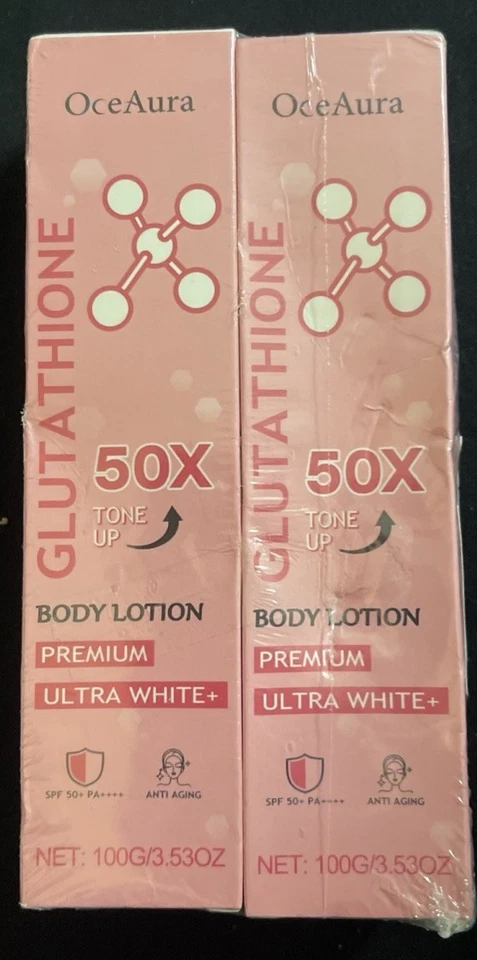 OceAura
GLUTATHIONE
50X
TONE
UP
BODY LOTION
PREMIUM
ULTRA WHITE+
SPF 50+ PA++++
ANTI AGING
NET: 100G/3.53OZ
OceAura
GLUTATHIONE
50X
TONE
UP
BODY LOTION
PREMIUM
ULTRA WHITE+
SPF 50+ PA++++
ANTI AGING
NET: 100G/3.53OZ